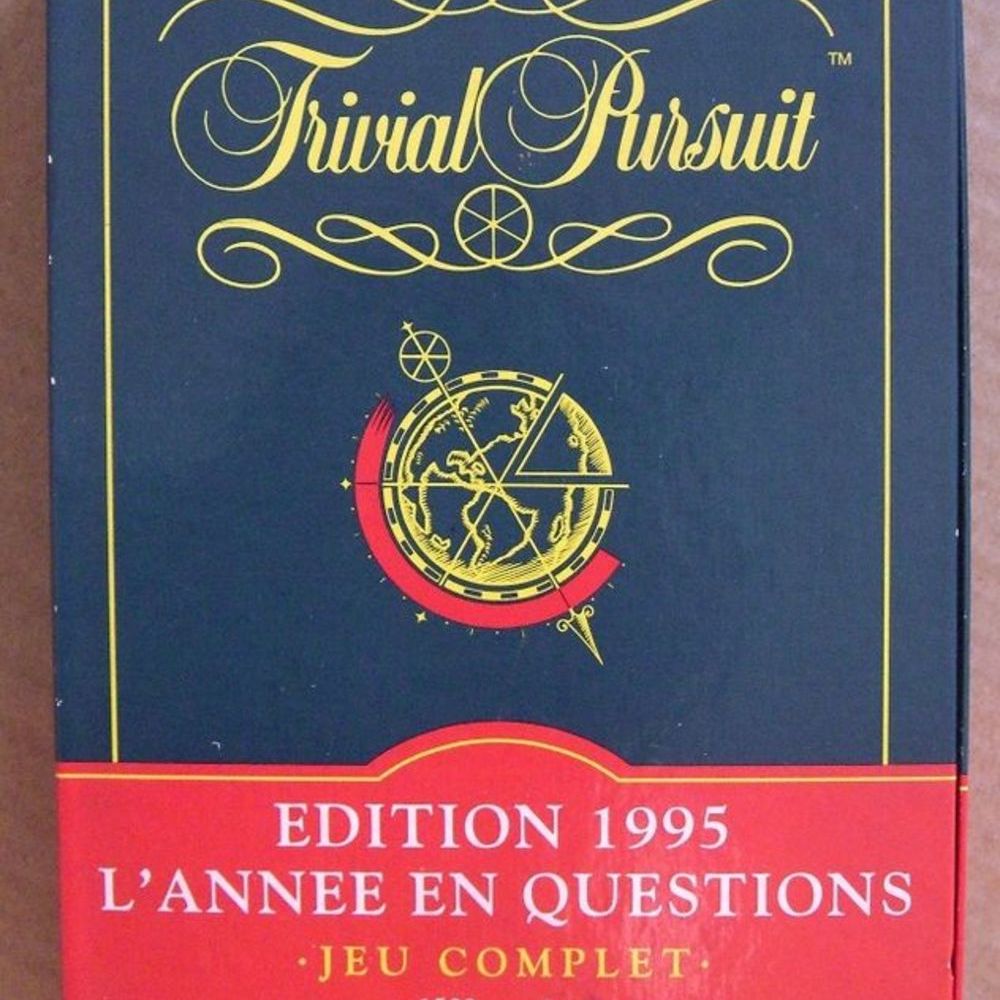 Trivial Pursuit ™
EDITION 1995
L'ANNEE EN QUESTIONS
·JEU COMPLET·